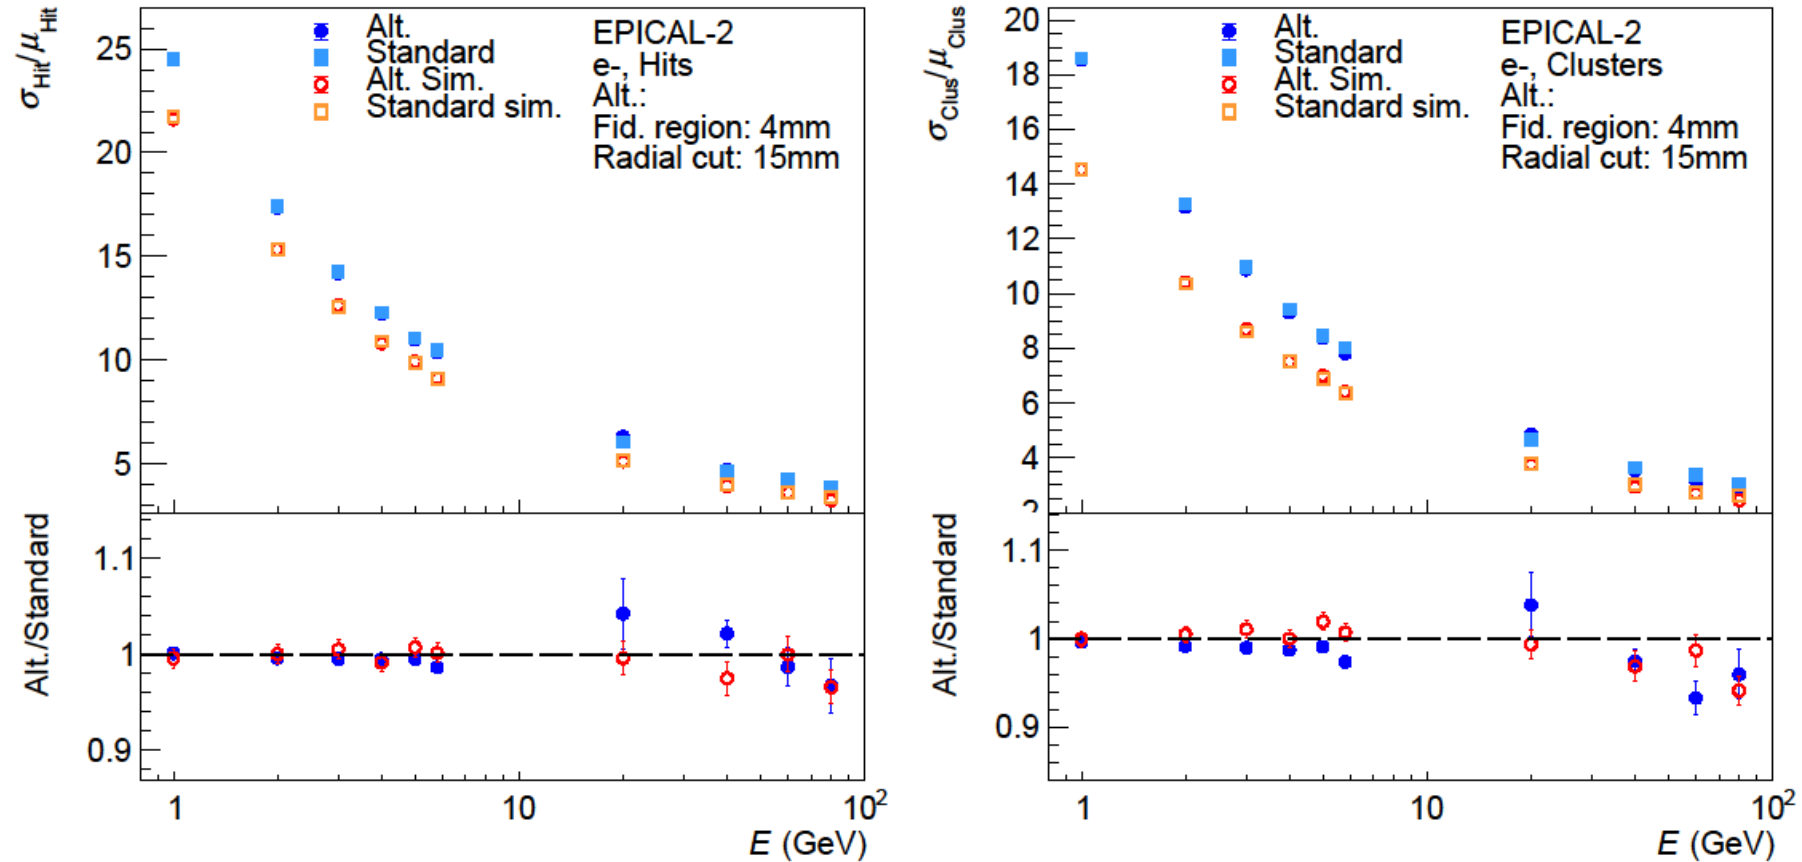 σHit/μHit
25
20
15
10
5
Alt.
Standard
Alt. Sim.
Standard sim.
EPICAL-2
e-, Hits
Alt.:
Fid. region: 4mm
Radial cut: 15mm
Alt./Standard
1.1
1
0.9
1
10
10²
E (GeV)
σClus/μClus
20
18
16
14
12
10
8
6
4
2
Alt.
Standard
Alt. Sim.
Standard sim.
EPICAL-2
e-, Clusters
Alt.:
Fid. region: 4mm
Radial cut: 15mm
Alt./Standard
1.1
1
0.9
1
10
10²
E (GeV)